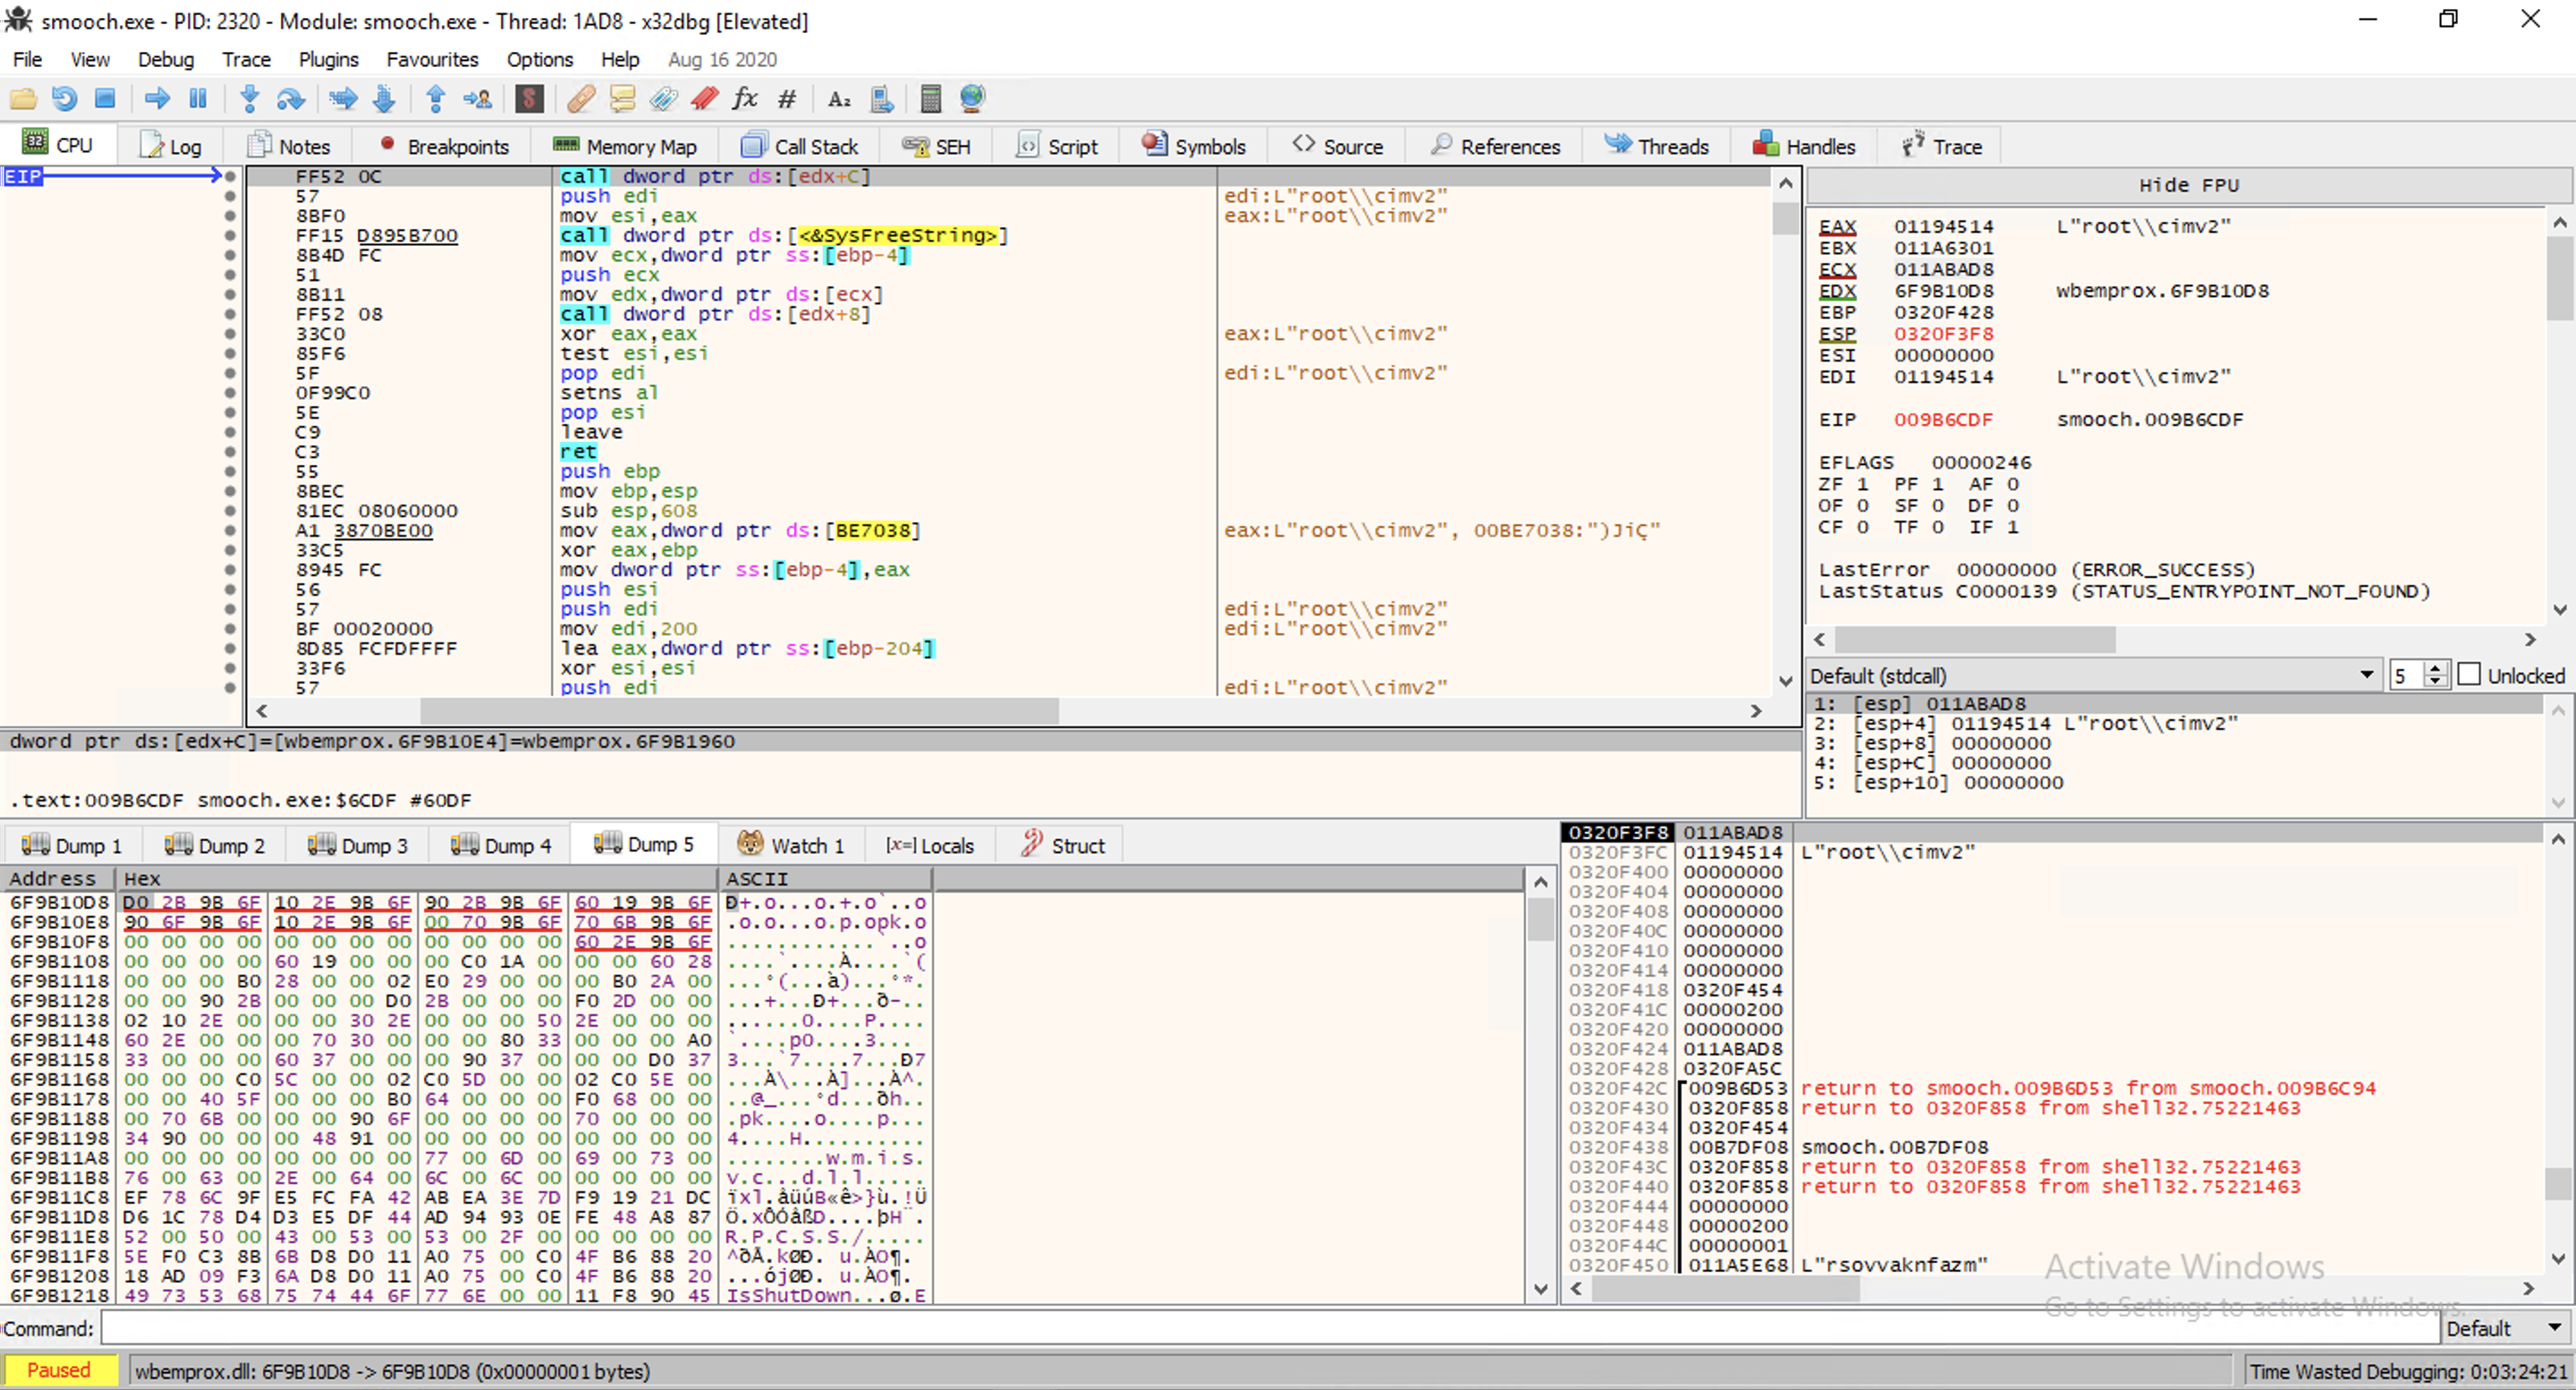 smooch.exe - PID: 2320 - Module: smooch.exe - Thread: 1AD8 - x32dbg [Elevated]
File View Debug Trace Plugins Favourites Options Help Aug 16 2020
CPU Log Notes Breakpoints Memory Map Call Stack SEH Script Symbols Source References Threads Handles Trace
EIP
FF52 0C call dword ptr ds:[edx+C]
57 push edi edi:L"root\\cimv2"
8BF0 mov esi,eax eax:L"root\\cimv2"
FF15 D895B700 call dword ptr ds:[<&SysFreeString>]
8B4D FC mov ecx,dword ptr ss:[ebp-4]
51 push ecx
8B11 mov edx,dword ptr ds:[ecx]
FF52 08 call dword ptr ds:[edx+8]
33C0 xor eax,eax eax:L"root\\cimv2"
85F6 test esi,esi
5F pop edi edi:L"root\\cimv2"
0F99C0 setns al
5E pop esi
C9 leave
C3 ret
55 push ebp
8BEC mov ebp,esp
81EC 08060000 sub esp,608
A1 3870BE00 mov eax,dword ptr ds:[BE7038] eax:L"root\\cimv2", 00BE7038:")JiÇ"
33C5 xor eax,ebp
8945 FC mov dword ptr ss:[ebp-4],eax
56 push esi
57 push edi edi:L"root\\cimv2"
BF 00020000 mov edi,200 edi:L"root\\cimv2"
8D85 FCFDFFFF lea eax,dword ptr ss:[ebp-204]
33F6 xor esi,esi
57 push edi edi:L"root\\cimv2"
Hide FPU
EAX 01194514 L"root\\cimv2"
EBX 011A6301
ECX 011ABAD8
EDX 6F9B10D8 wbemprox.6F9B10D8
EBP 0320F428
ESP 0320F3F8
ESI 00000000
EDI 01194514 L"root\\cimv2"
EIP 009B6CDF smooch.009B6CDF
EFLAGS 00000246
ZF 1 PF 1 AF 0
OF 0 SF 0 DF 0
CF 0 TF 0 IF 1
LastError 00000000 (ERROR_SUCCESS)
LastStatus C0000139 (STATUS_ENTRYPOINT_NOT_FOUND)
Default (stdcall) 5 Unlocked
1: [esp] 011ABAD8
2: [esp+4] 01194514 L"root\\cimv2"
3: [esp+8] 00000000
4: [esp+C] 00000000
5: [esp+10] 00000000
dword ptr ds:[edx+C]=[wbemprox.6F9B10E4]=wbemprox.6F9B1960
.text:009B6CDF smooch.exe:$6CDF #60DF
Dump 1 Dump 2 Dump 3 Dump 4 Dump 5 Watch 1 [x=] Locals Struct
Address Hex ASCII
6F9B10D8 D0 2B 9B 6F 10 2E 9B 6F 90 2B 9B 6F 60 19 9B 6F Ð+.o...o.+.o`..o
6F9B10E8 90 6F 9B 6F 10 2E 9B 6F 00 70 9B 6F 70 6B 9B 6F .o.o...o.p.opk.o
6F9B10F8 00 00 00 00 00 00 00 00 00 00 00 00 60 2E 9B 6F ............`..o
6F9B1108 00 00 00 00 60 19 00 00 00 C0 1A 00 00 00 60 28 ....`....À....`(
6F9B1118 00 00 00 B0 28 00 00 02 E0 29 00 00 00 B0 2A 00 ...°(...à)...°*.
6F9B1128 00 00 90 2B 00 00 00 D0 2B 00 00 00 F0 2D 00 00 ...+...Ð+...ð-..
6F9B1138 02 10 2E 00 00 00 30 2E 00 00 00 50 2E 00 00 00 ......0....P....
6F9B1148 60 2E 00 00 00 70 30 00 00 00 80 33 00 00 00 A0 `....p0....3...
6F9B1158 33 00 00 00 60 37 00 00 00 90 37 00 00 00 D0 37 3...`7....7...Ð7
6F9B1168 00 00 00 C0 5C 00 00 02 C0 5D 00 00 02 C0 5E 00 ...À\...À]...À^.
6F9B1178 00 00 40 5F 00 00 00 B0 64 00 00 00 F0 68 00 00 ..@_...°d...ðh..
6F9B1188 00 70 6B 00 00 00 90 6F 00 00 00 70 00 00 00 00 .pk....o....p...
6F9B1198 34 90 00 00 00 48 91 00 00 00 00 00 00 00 00 00 4....H..........
6F9B11A8 00 00 00 00 00 00 00 00 77 00 6D 00 69 00 73 00 ........w.m.i.s.
6F9B11B8 76 00 63 00 2E 00 64 00 6C 00 6C 00 00 00 00 00 v.c...d.l.l.....
6F9B11C8 EF 78 6C 9F E5 FC FA 42 AB EA 3E 7D F9 19 21 DC ïxl.åüúB«ê>}ù.!Ü
6F9B11D8 D6 1C 78 D4 D3 E5 DF 44 AD 94 93 0E FE 48 A8 87 Ö.xÔÓåßD....þH¨.
6F9B11E8 52 00 50 00 43 00 53 00 53 00 2F 00 00 00 00 00 R.P.C.S.S./.....
6F9B11F8 5E F0 C3 8B 6B D8 D0 11 A0 75 00 C0 4F B6 88 20 ^ðÃ.kØÐ. u.ÀO¶.
6F9B1208 18 AD 09 F3 6A D8 D0 11 A0 75 00 C0 4F B6 88 20 ...ójØÐ. u.ÀO¶.
6F9B1218 49 73 53 68 75 74 44 6F 77 6E 00 00 11 F8 90 45 IsShutDown...ø.E
0320F3F8 011ABAD8
0320F3FC 01194514 L"root\\cimv2"
0320F400 00000000
0320F404 00000000
0320F408 00000000
0320F40C 00000000
0320F410 00000000
0320F414 00000000
0320F418 0320F454
0320F41C 00000200
0320F420 00000000
0320F424 011ABAD8
0320F428 0320FA5C
0320F42C 009B6D53 return to smooch.009B6D53 from smooch.009B6C94
0320F430 0320F858 return to 0320F858 from shell32.75221463
0320F434 0320F454
0320F438 00B7DF08 smooch.00B7DF08
0320F43C 0320F858 return to 0320F858 from shell32.75221463
0320F440 0320F858 return to 0320F858 from shell32.75221463
0320F444 00000000
0320F448 00000200
0320F44C 00000001
0320F450 011A5E68 L"rsovvaknfazm"
Activate Windows
Go to Settings to activate Windows.
Command: Default
Paused wbemprox.dll: 6F9B10D8 -> 6F9B10D8 (0x00000001 bytes) Time Wasted Debugging: 0:03:24:21